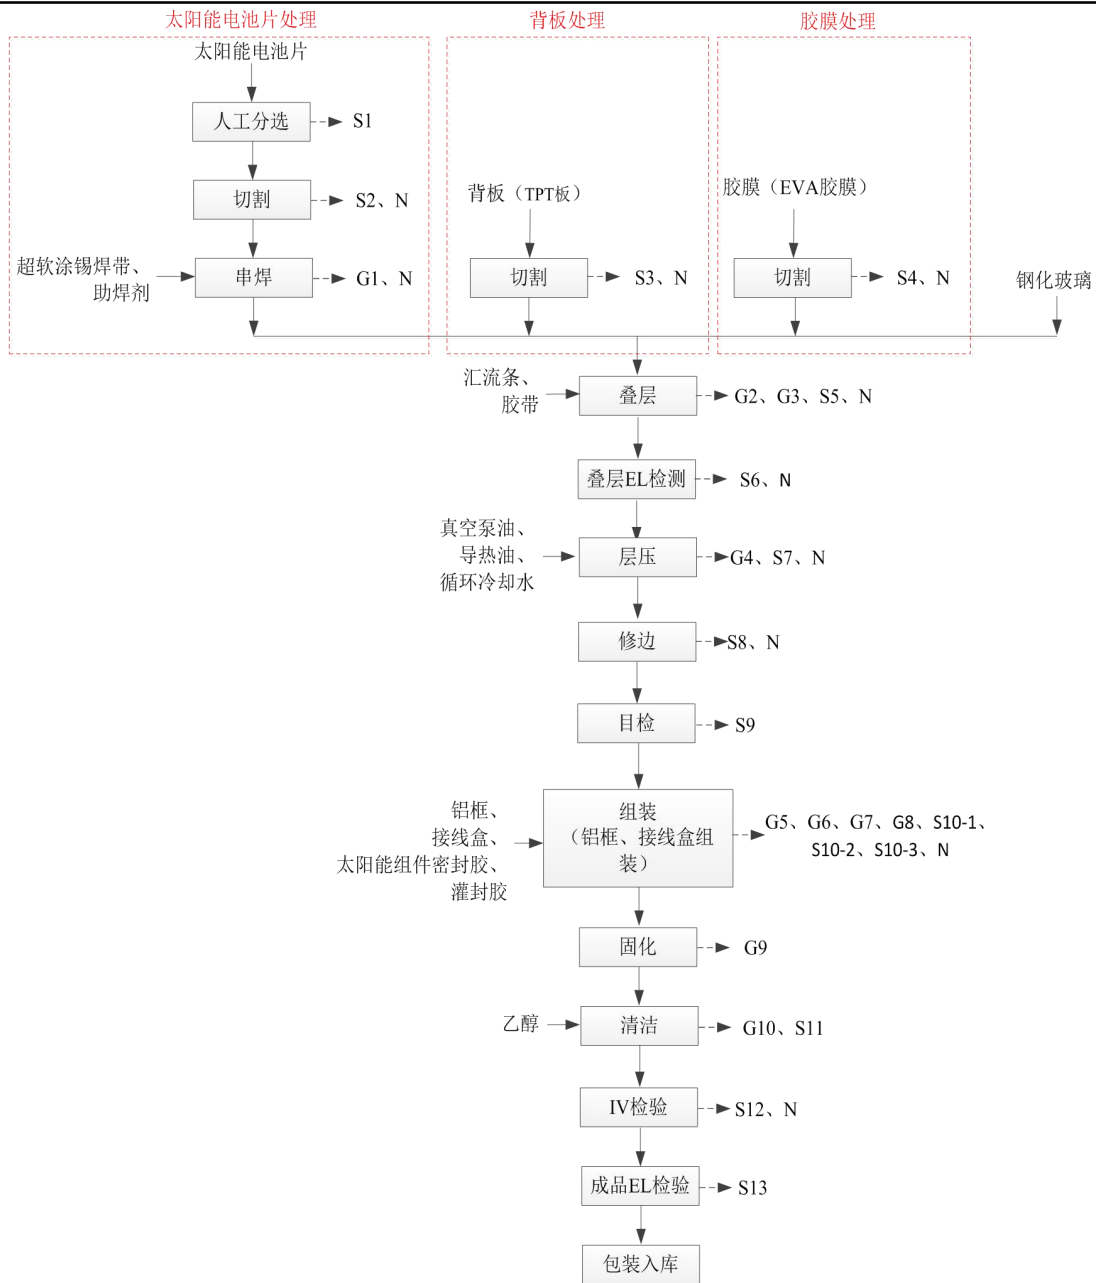 太阳能电池片处理
背板处理
胶膜处理
太阳能电池片
人工分选
S1
切割
S2、N
背板（TPT板）
胶膜（EVA胶膜）
超软涂锡焊带、
助焊剂
串焊
G1、N
切割
S3、N
切割
S4、N
钢化玻璃
汇流条、
胶带
叠层
G2、G3、S5、N
叠层EL检测
S6、N
真空泵油、
导热油、
循环冷却水
层压
G4、S7、N
修边
S8、N
目检
S9
铝框、
接线盒、
太阳能组件密封胶、
灌封胶
组装
（铝框、接线盒组
装）
G5、G6、G7、G8、S10-1、
S10-2、S10-3、N
固化
G9
乙醇
清洁
G10、S11
IV检验
S12、N
成品EL检验
S13
包装入库